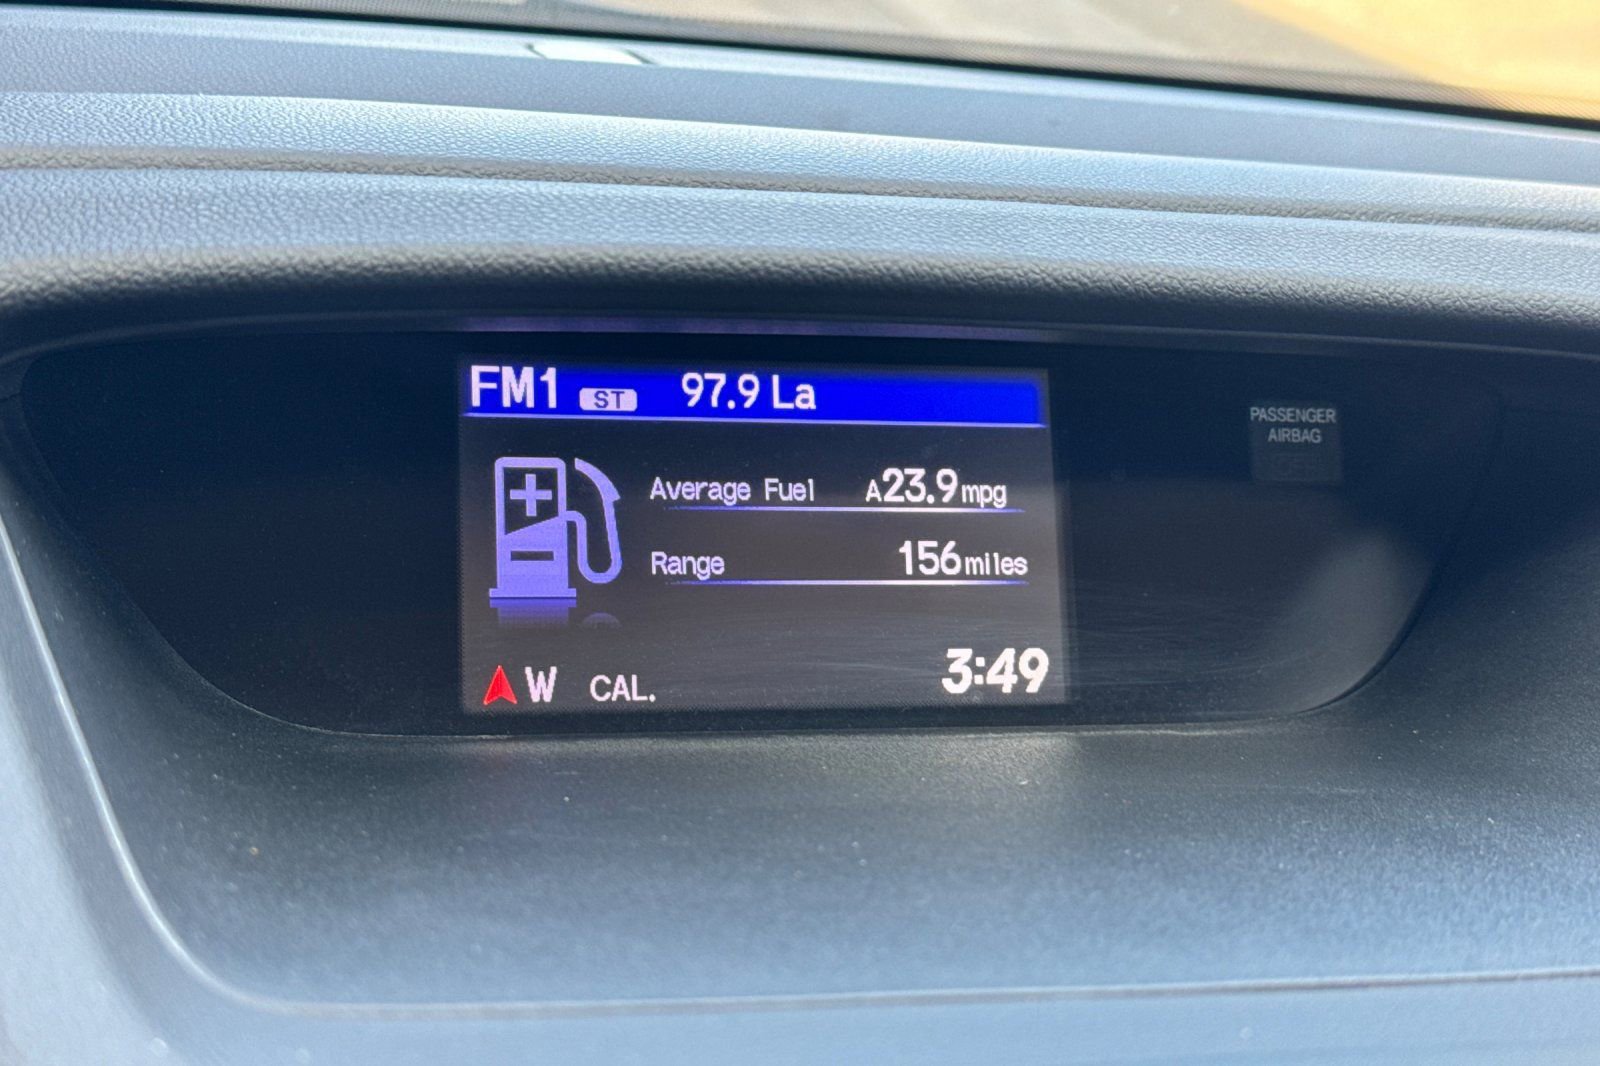 FM1 ST 97.9 La
PASSENGER
AIRBAG
Average Fuel A23.9mpg
Range 156miles
W CAL. 3:49